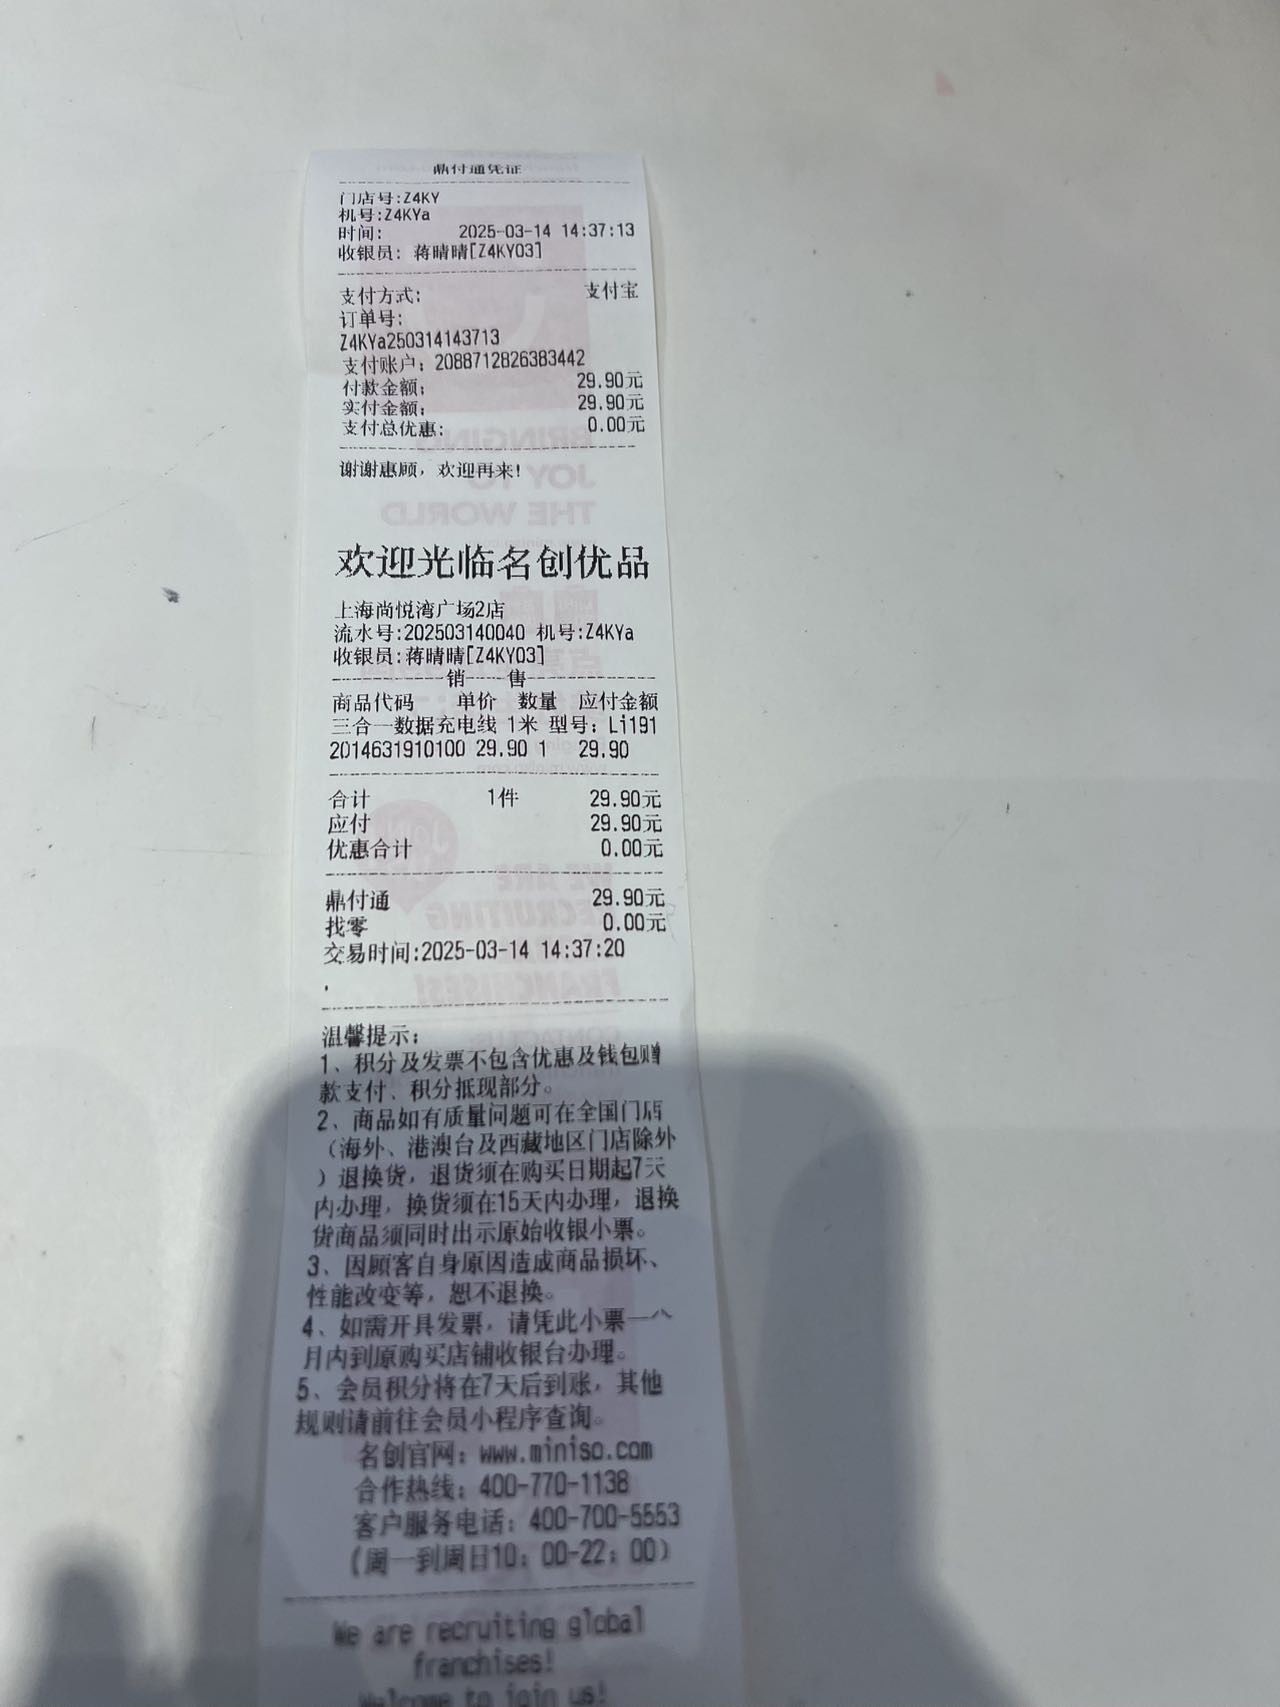 鼎付通凭证
门店号:Z4KY
机号:Z4KYa
时间: 2025-03-14 14:37:13
收银员: 蒋晴晴[Z4KY03]
支付方式: 支付宝
订单号:
Z4KYa250314143713
支付账户: 2088712826383442
付款金额: 29.90元
实付金额: 29.90元
支付总优惠: 0.00元
谢谢惠顾，欢迎再来!
欢迎光临名创优品
上海尚悦湾广场2店
流水号:202503140040 机号:Z4KYa
收银员:蒋晴晴[Z4KY03]
销 售
商品代码 单价 数量 应付金额
三合一数据充电线 1米 型号: Li191
2014631910100 29.90 1 29.90
合计 1件 29.90元
应付 29.90元
优惠合计 0.00元
鼎付通 29.90元
找零 0.00元
交易时间:2025-03-14 14:37:20
.
温馨提示:
1、积分及发票不包含优惠及钱包赠
款支付、积分抵现部分。
2、商品如有质量问题可在全国门店
（海外、港澳台及西藏地区门店除外
）退换货，退货须在购买日期起7天
内办理，换货须在15天内办理，退换
货商品须同时出示原始收银小票。
3、因顾客自身原因造成商品损坏、
性能改变等，恕不退换。
4、如需开具发票，请凭此小票一个
月内到原购买店铺收银台办理。
5、会员积分将在7天后到账，其他
规则请前往会员小程序查询。
名创官网: www.miniso.com
合作热线: 400-770-1138
客户服务电话: 400-700-5553
(周一到周日10: 00-22: 00)
We are recruiting global
franchises!
Welcome to join us!